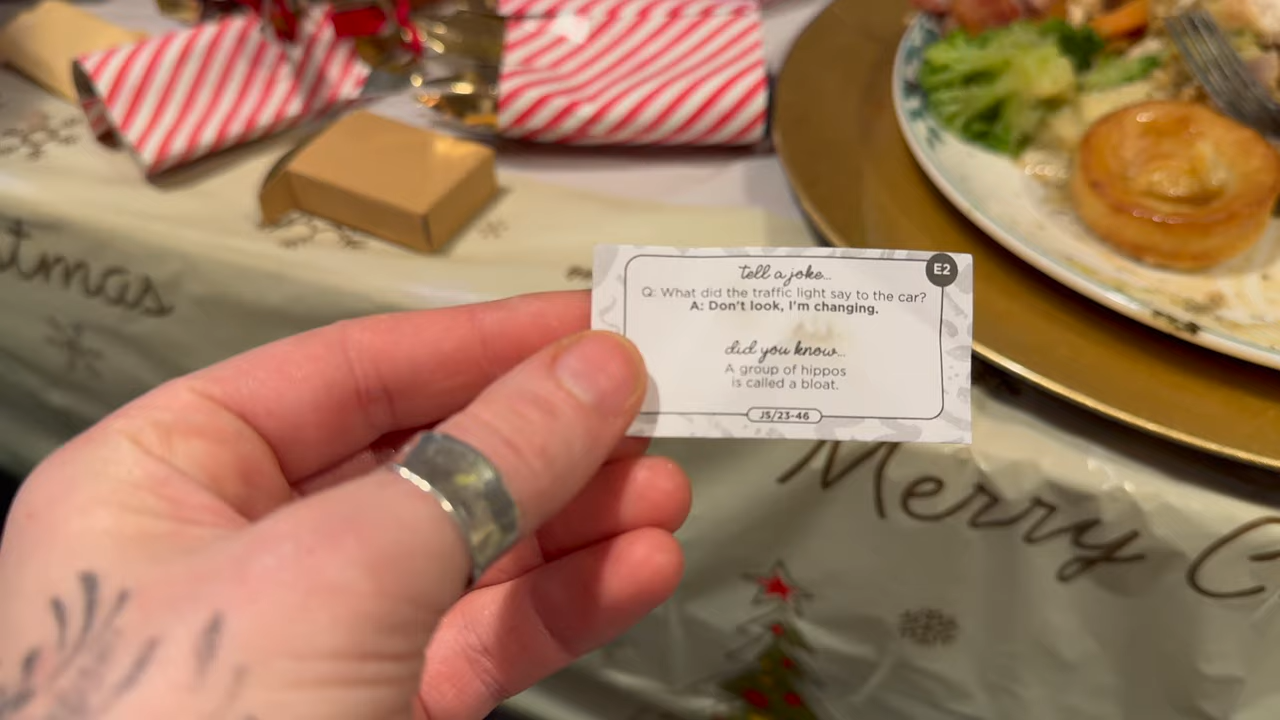 tell a joke...
E2
Q: What did the traffic light say to the car?
A: Don't look, I'm changing.
did you know...
A group of hippos
is called a bloat.
JS/23-46
tmas
Merry C